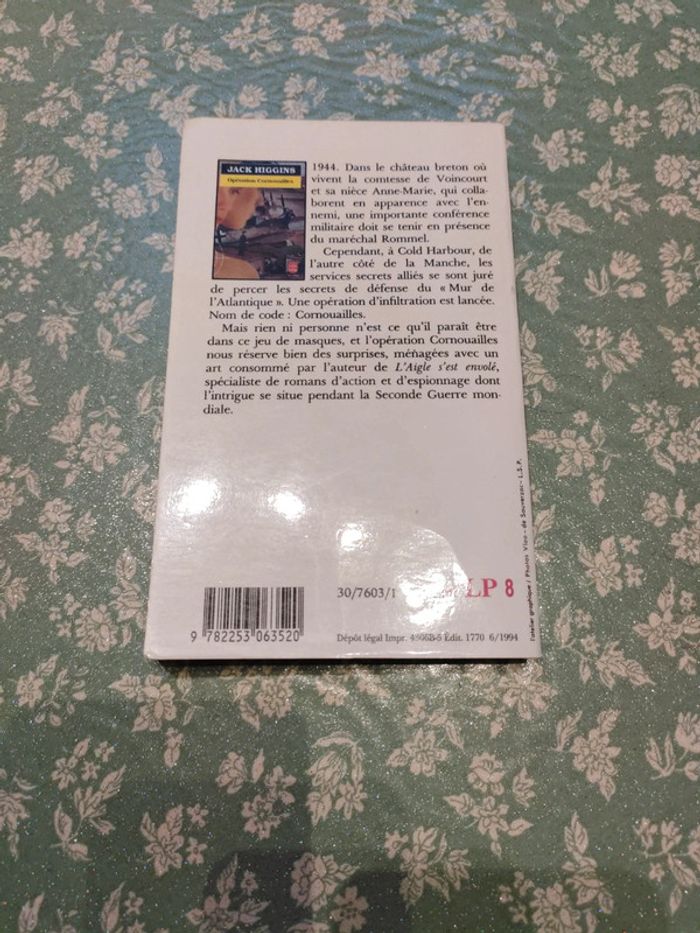 JACK HIGGINS
Opération Cornouailles
1944. Dans le château breton où
vivent la comtesse de Voincourt
et sa nièce Anne-Marie, qui colla-
borent en apparence avec l'en-
nemi, une importante conférence
militaire doit se tenir en présence
du maréchal Rommel.
Cependant, à Cold Harbour, de
l'autre côté de la Manche, les
services secrets alliés se sont juré
de percer les secrets de défense du « Mur de
l'Atlantique ». Une opération d'infiltration est lancée.
Nom de code : Cornouailles.
Mais rien ni personne n'est ce qu'il paraît être
dans ce jeu de masques, et l'opération Cornouailles
nous réserve bien des surprises, ménagées avec un
art consommé par l'auteur de L'Aigle s'est envolé,
spécialiste de romans d'action et d'espionnage dont
l'intrigue se situe pendant la Seconde Guerre mon-
diale.
l'atelier graphique / Photos Vloo - de Souverzac - L.S.P.
30/7603/1
LP 8
9 782253 063520
Dépôt légal Impr. Édit. 1770 6/1994